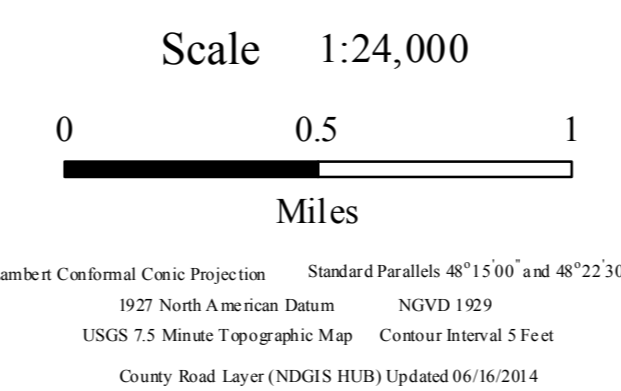 Scale 1:24,000
0 0.5 1
Miles
ambert Conformal Conic Projection Standard Parallels 48°15'00" and 48°22'30
1927 North American Datum NGVD 1929
USGS 7.5 Minute Topographic Map Contour Interval 5 Feet
County Road Layer (NDGIS HUB) Updated 06/16/2014